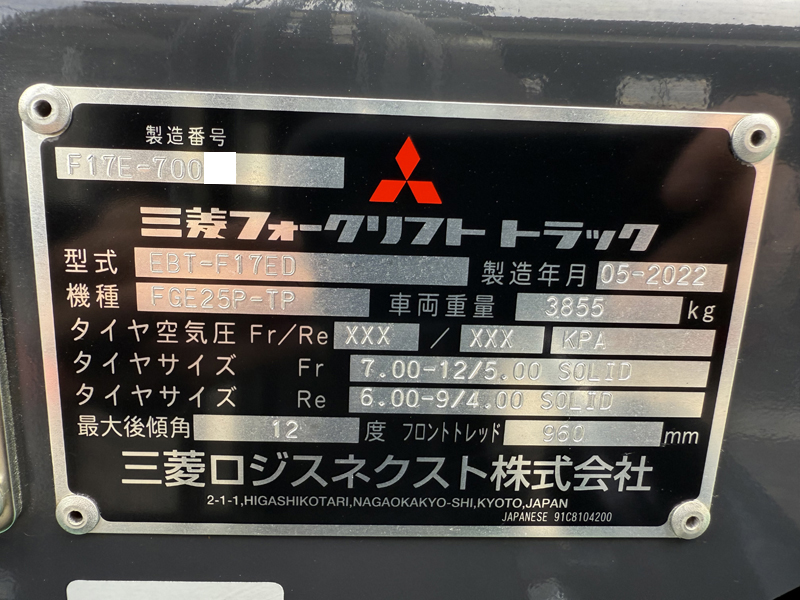 製造番号
F17E-700
三菱フォークリフト トラック
型式 EBT-F17ED 製造年月 05-2022
機種 FGE25P-TP 車両重量 3855 kg
タイヤ空気圧 Fr/Re XXX / XXX KPA
タイヤサイズ Fr 7.00-12/5.00 SOLID
タイヤサイズ Re 6.00-9/4.00 SOLID
最大後傾角 12 度 フロントトレッド 960 mm
三菱ロジスネクスト株式会社
2-1-1,HIGASHIKOTARI,NAGAOKAKYO-SHI,KYOTO,JAPAN
JAPANESE 91C8104200